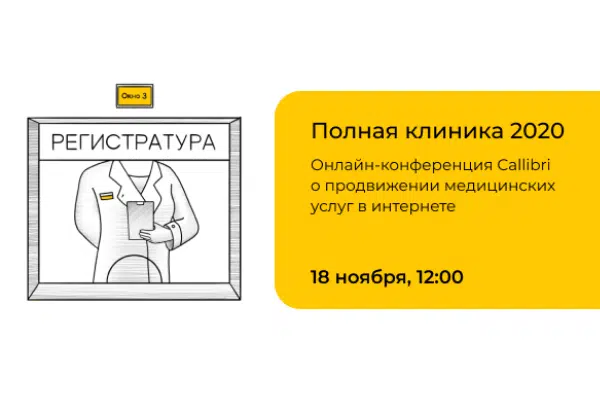 Окно 3
РЕГИСТРАТУРА
Полная клиника 2020
Онлайн-конференция Callibri
о продвижении медицинских
услуг в интернете
18 ноября, 12:00